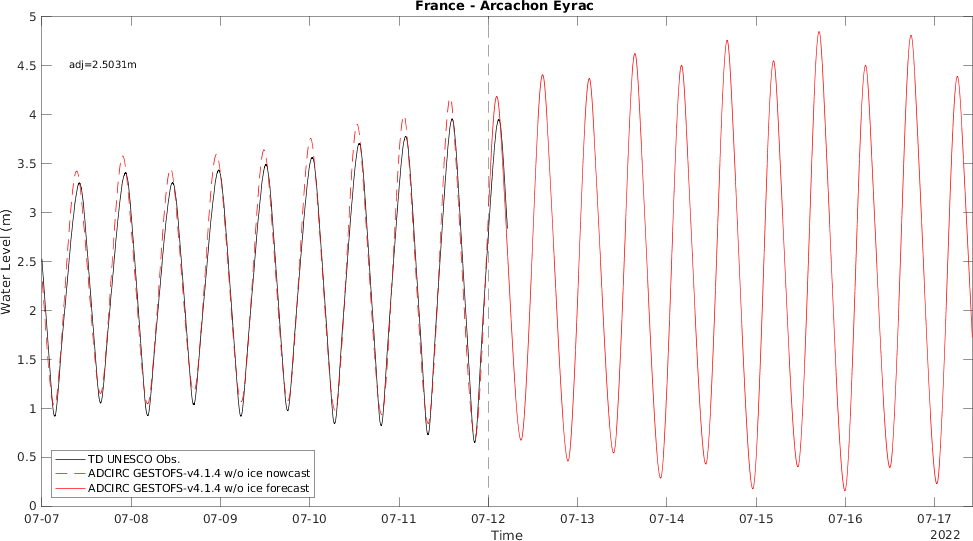 France - Arcachon Eyrac
adj=2.5031m
Water Level (m)
5
4.5
4
3.5
3
2.5
2
1.5
1
0.5
0
TD UNESCO Obs.
ADCIRC GESTOFS-v4.1.4 w/o ice nowcast
ADCIRC GESTOFS-v4.1.4 w/o ice forecast
07-07 07-08 07-09 07-10 07-11 07-12 07-13 07-14 07-15 07-16 07-17
Time
2022